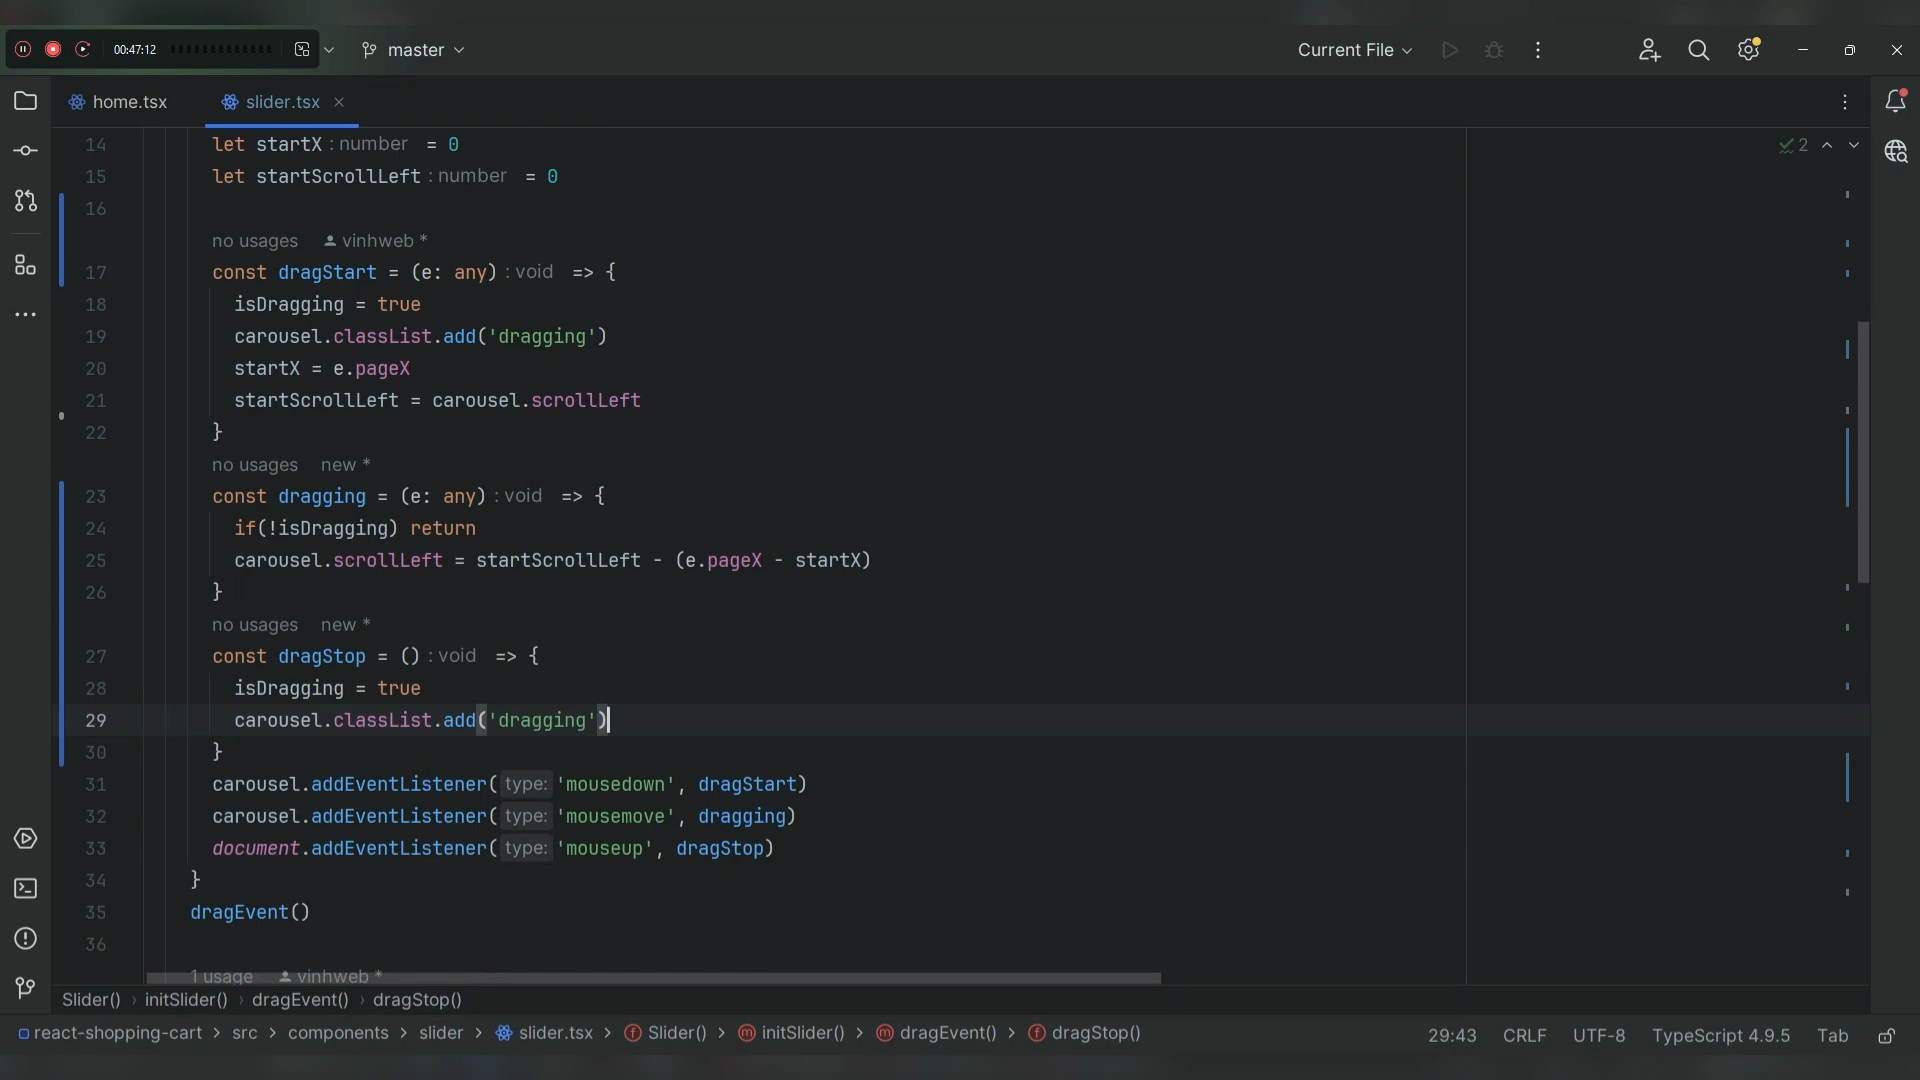 00:47:12
master
Current File
home.tsx
slider.tsx
14 let startX : number = 0
2
15 let startScrollLeft : number = 0
16
no usages vinhweb *
17 const dragStart = (e: any) : void => {
18 isDragging = true
19 carousel.classList.add('dragging')
20 startX = e.pageX
21 startScrollLeft = carousel.scrollLeft
22 }
no usages new *
23 const dragging = (e: any) : void => {
24 if(!isDragging) return
25 carousel.scrollLeft = startScrollLeft - (e.pageX - startX)
26 }
no usages new *
27 const dragStop = () : void => {
28 isDragging = true
29 carousel.classList.add('dragging')
30 }
31 carousel.addEventListener( type: 'mousedown', dragStart)
32 carousel.addEventListener( type: 'mousemove', dragging)
33 document.addEventListener( type: 'mouseup', dragStop)
34 }
35 dragEvent()
36
1 usage vinhweb *
Slider() › initSlider() › dragEvent() › dragStop()
react-shopping-cart > src > components > slider > slider.tsx > Slider() > initSlider() > dragEvent() > dragStop()
29:43 CRLF UTF-8 TypeScript 4.9.5 Tab